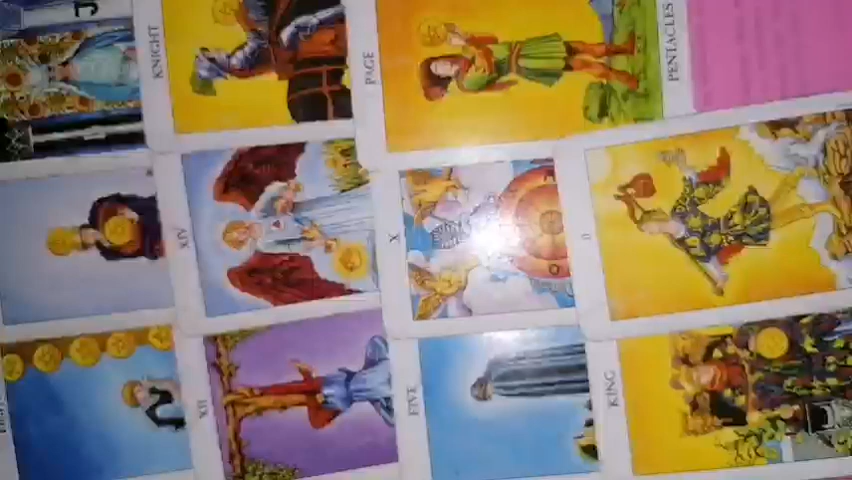 KNIGHT
PAGE
PENTACLES
XIV
X
0
XII
FIVE
KING